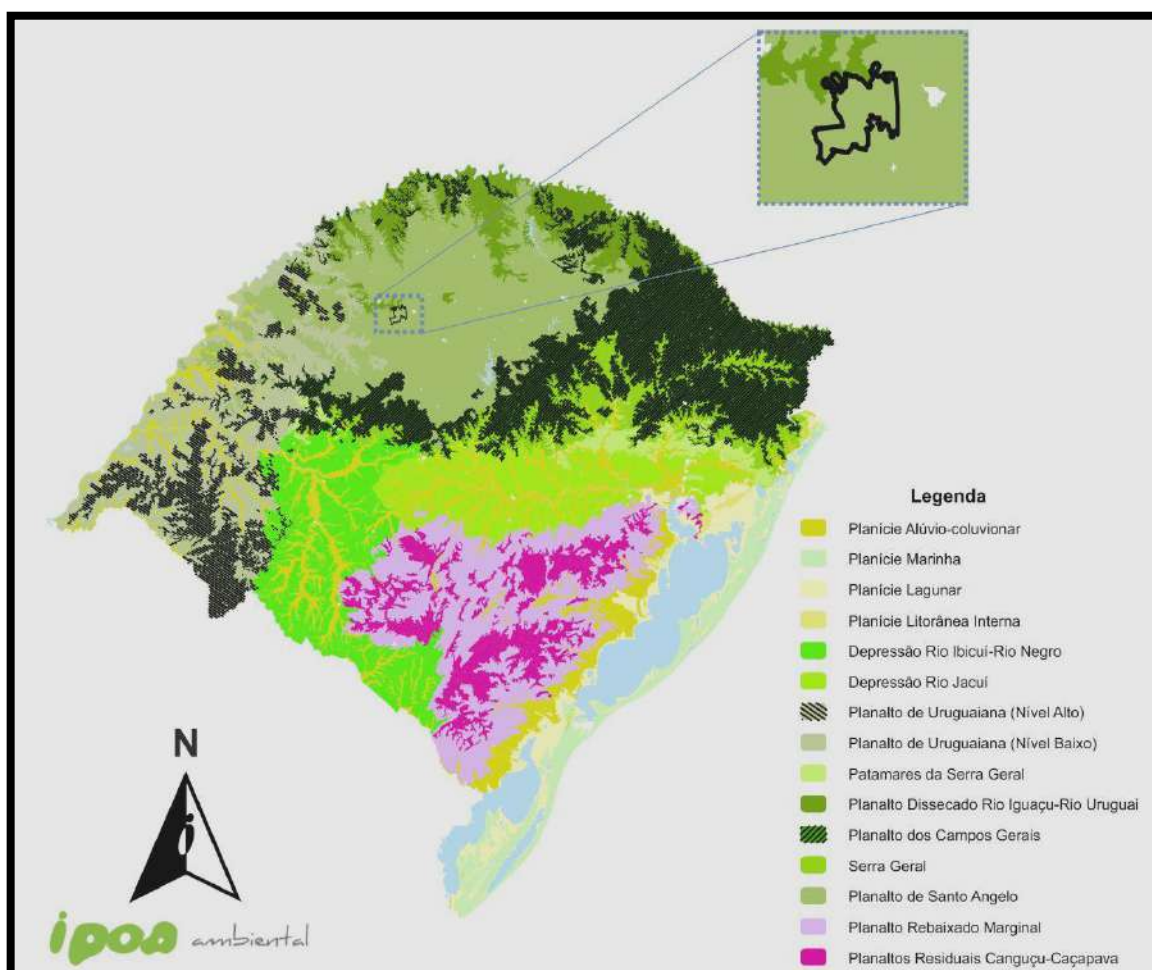 Legenda
Planície Alúvio-coluvionar
Planície Marinha
Planície Lagunar
Planície Litorânea Interna
Depressão Rio Ibicuí-Rio Negro
Depressão Rio Jacuí
Planalto de Uruguaiana (Nível Alto)
Planalto de Uruguaiana (Nível Baixo)
Patamares da Serra Geral
Planalto Dissecado Rio Iguaçu-Rio Uruguai
Planalto dos Campos Gerais
Serra Geral
Planalto de Santo Angelo
Planalto Rebaixado Marginal
Planaltos Residuais Canguçu-Caçapava
N
i
ipoa ambiental